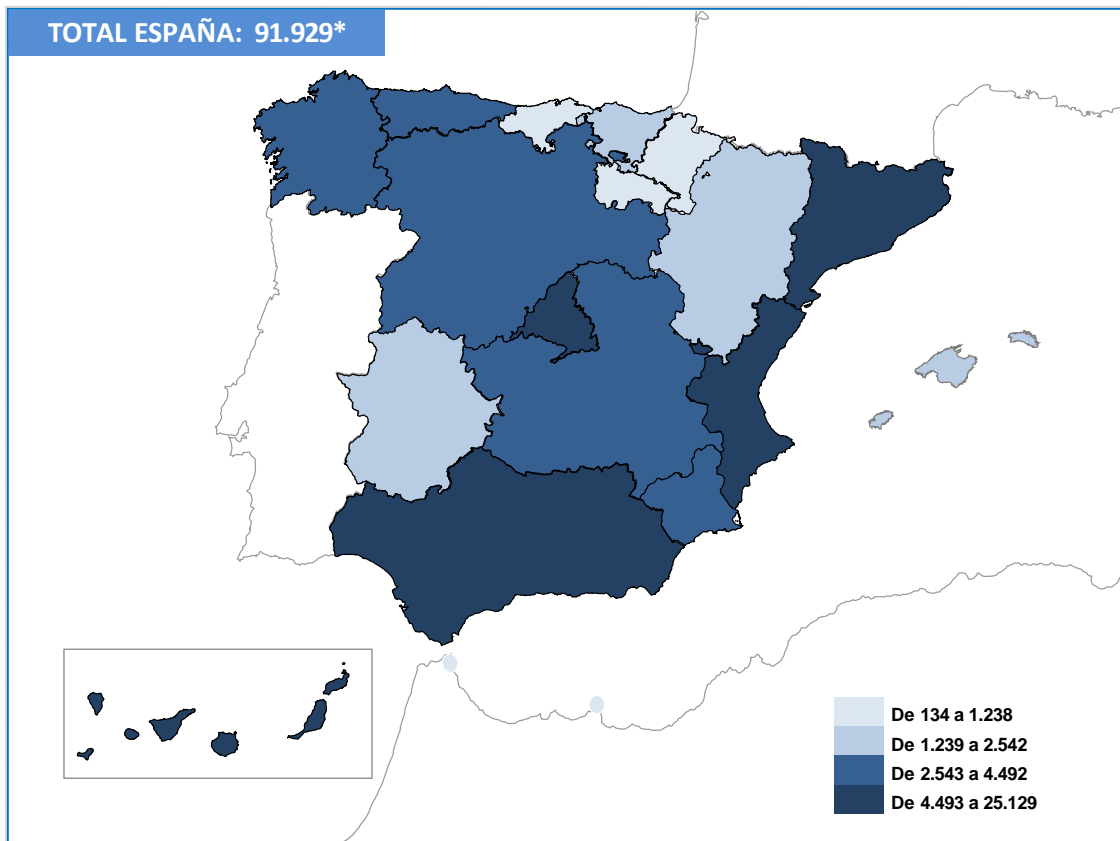 TOTAL ESPAÑA: 91.929*
De 134 a 1.238
De 1.239 a 2.542
De 2.543 a 4.492
De 4.493 a 25.129